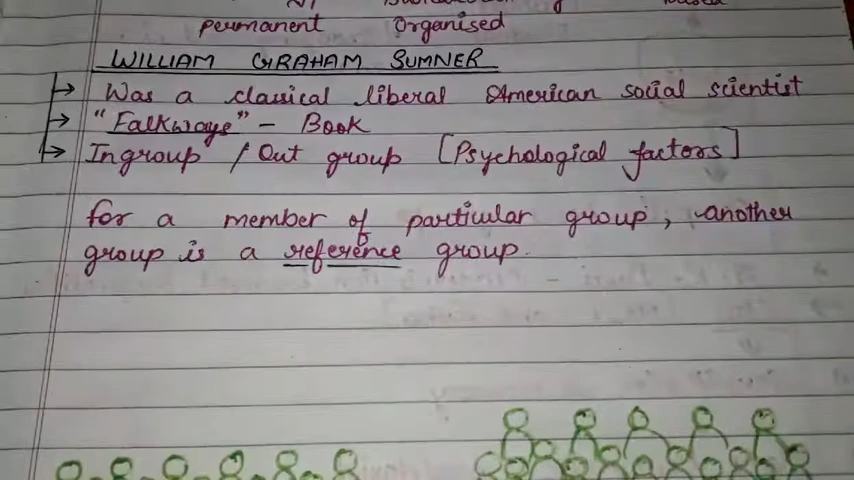 permanent Organised
WILLIAM GRAHAM SUMNER
Was a classical liberal American social scientist
"Falkways" - Book
Ingroup / Out group [Psychological factors]
for a member of particular group, another
group is a reference group.